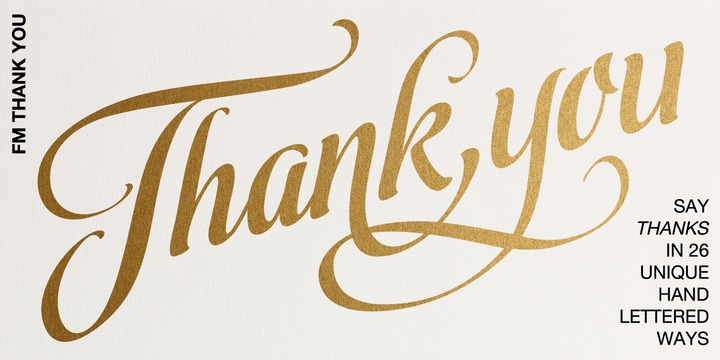 FM THANK YOU
Thank you
SAY
THANKS
IN 26
UNIQUE
HAND
LETTERED
WAYS